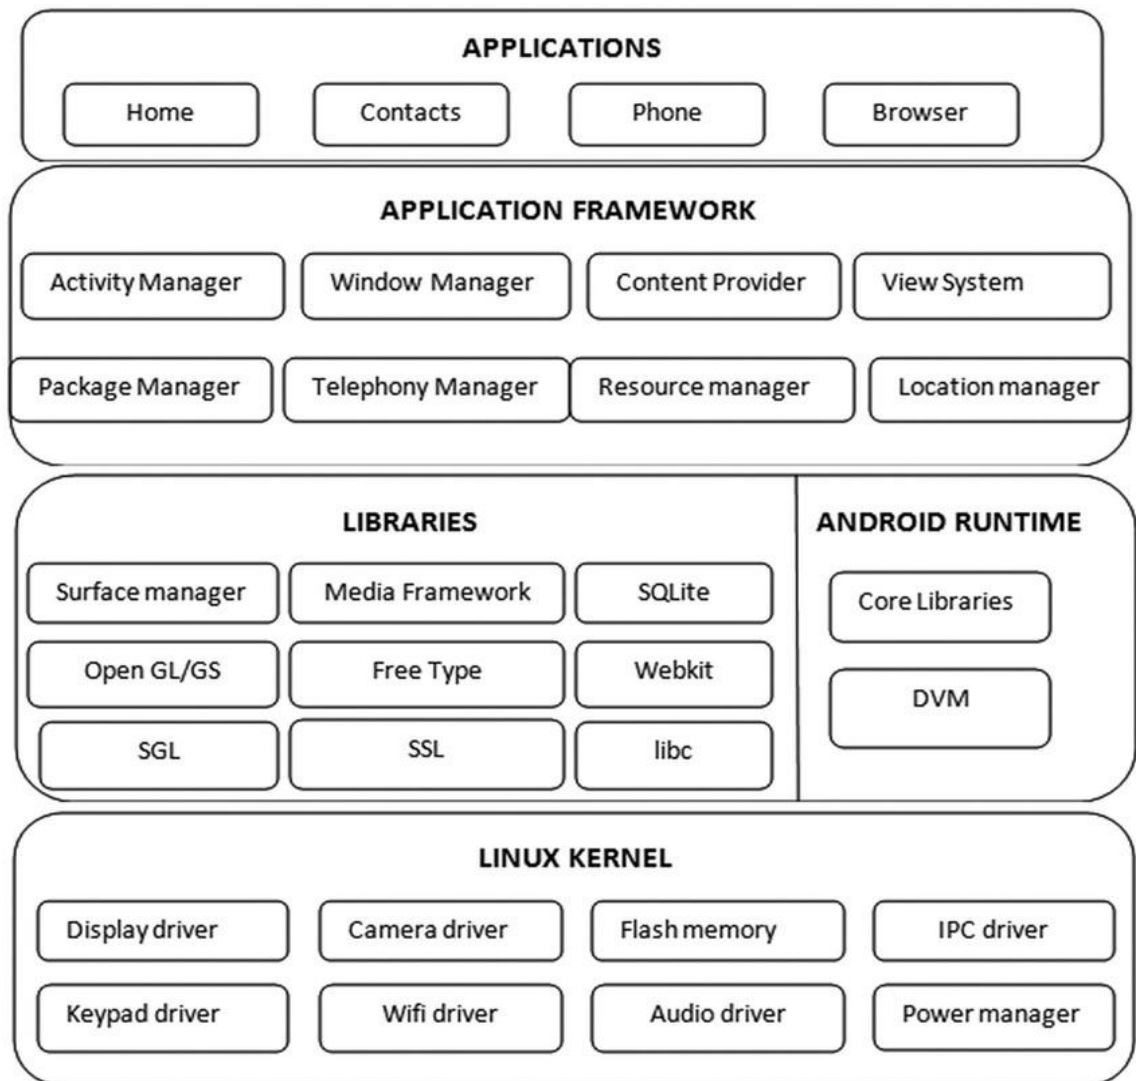 APPLICATIONS
Home Contacts Phone Browser
APPLICATION FRAMEWORK
Activity Manager Window Manager Content Provider View System
Package Manager Telephony Manager Resource manager Location manager
LIBRARIES ANDROID RUNTIME
Surface manager Media Framework SQLite Core Libraries
Open GL/GS Free Type Webkit DVM
SGL SSL libc
LINUX KERNEL
Display driver Camera driver Flash memory IPC driver
Keypad driver Wifi driver Audio driver Power manager